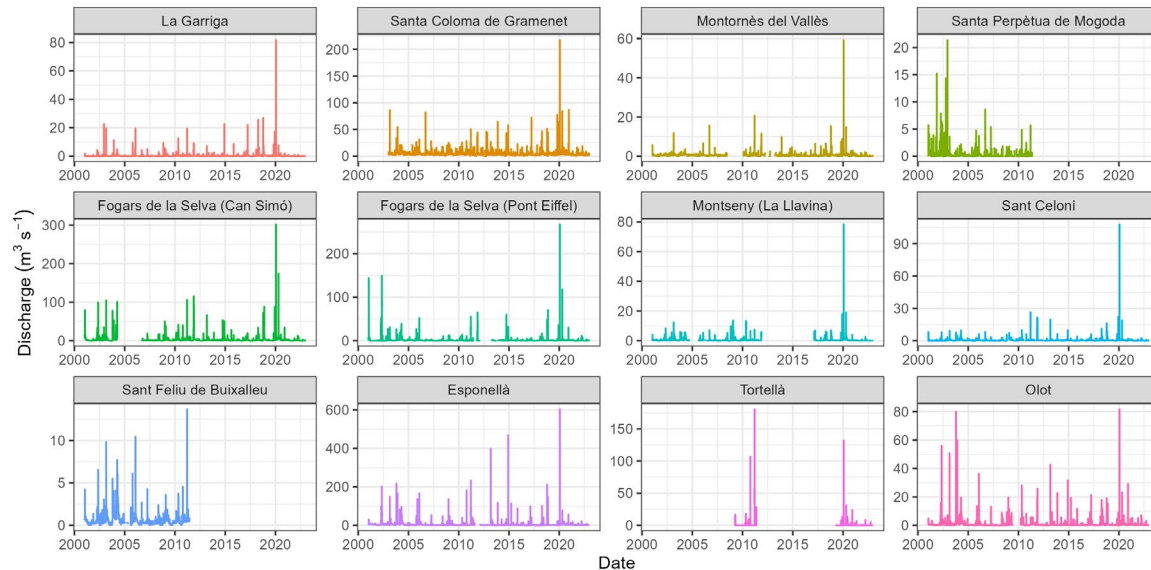 La Garriga Santa Coloma de Gramenet Montornès del Vallès Santa Perpètua de Mogoda
80 200 60 20
60 150 40 15
40 100 10
20 50 20 5
0 0 0 0
2000 2005 2010 2015 2020 2000 2005 2010 2015 2020 2000 2005 2010 2015 2020 2000 2005 2010 2015 2020
Fogars de la Selva (Can Simó) Fogars de la Selva (Pont Eiffel) Montseny (La Llavina) Sant Celoni
300 250 80 90
200 200 60 60
150 40
100 100 20 30
50
0 0 0 0
2000 2005 2010 2015 2020 2000 2005 2010 2015 2020 2000 2005 2010 2015 2020 2000 2005 2010 2015 2020
Sant Feliu de Buixalleu Esponellà Tortellà Olot
10 600 150 80
400 100 60
5 200 50 40
20
0 0 0 0
2000 2005 2010 2015 2020 2000 2005 2010 2015 2020 2000 2005 2010 2015 2020 2000 2005 2010 2015 2020
Discharge (m³ s⁻¹)
Date